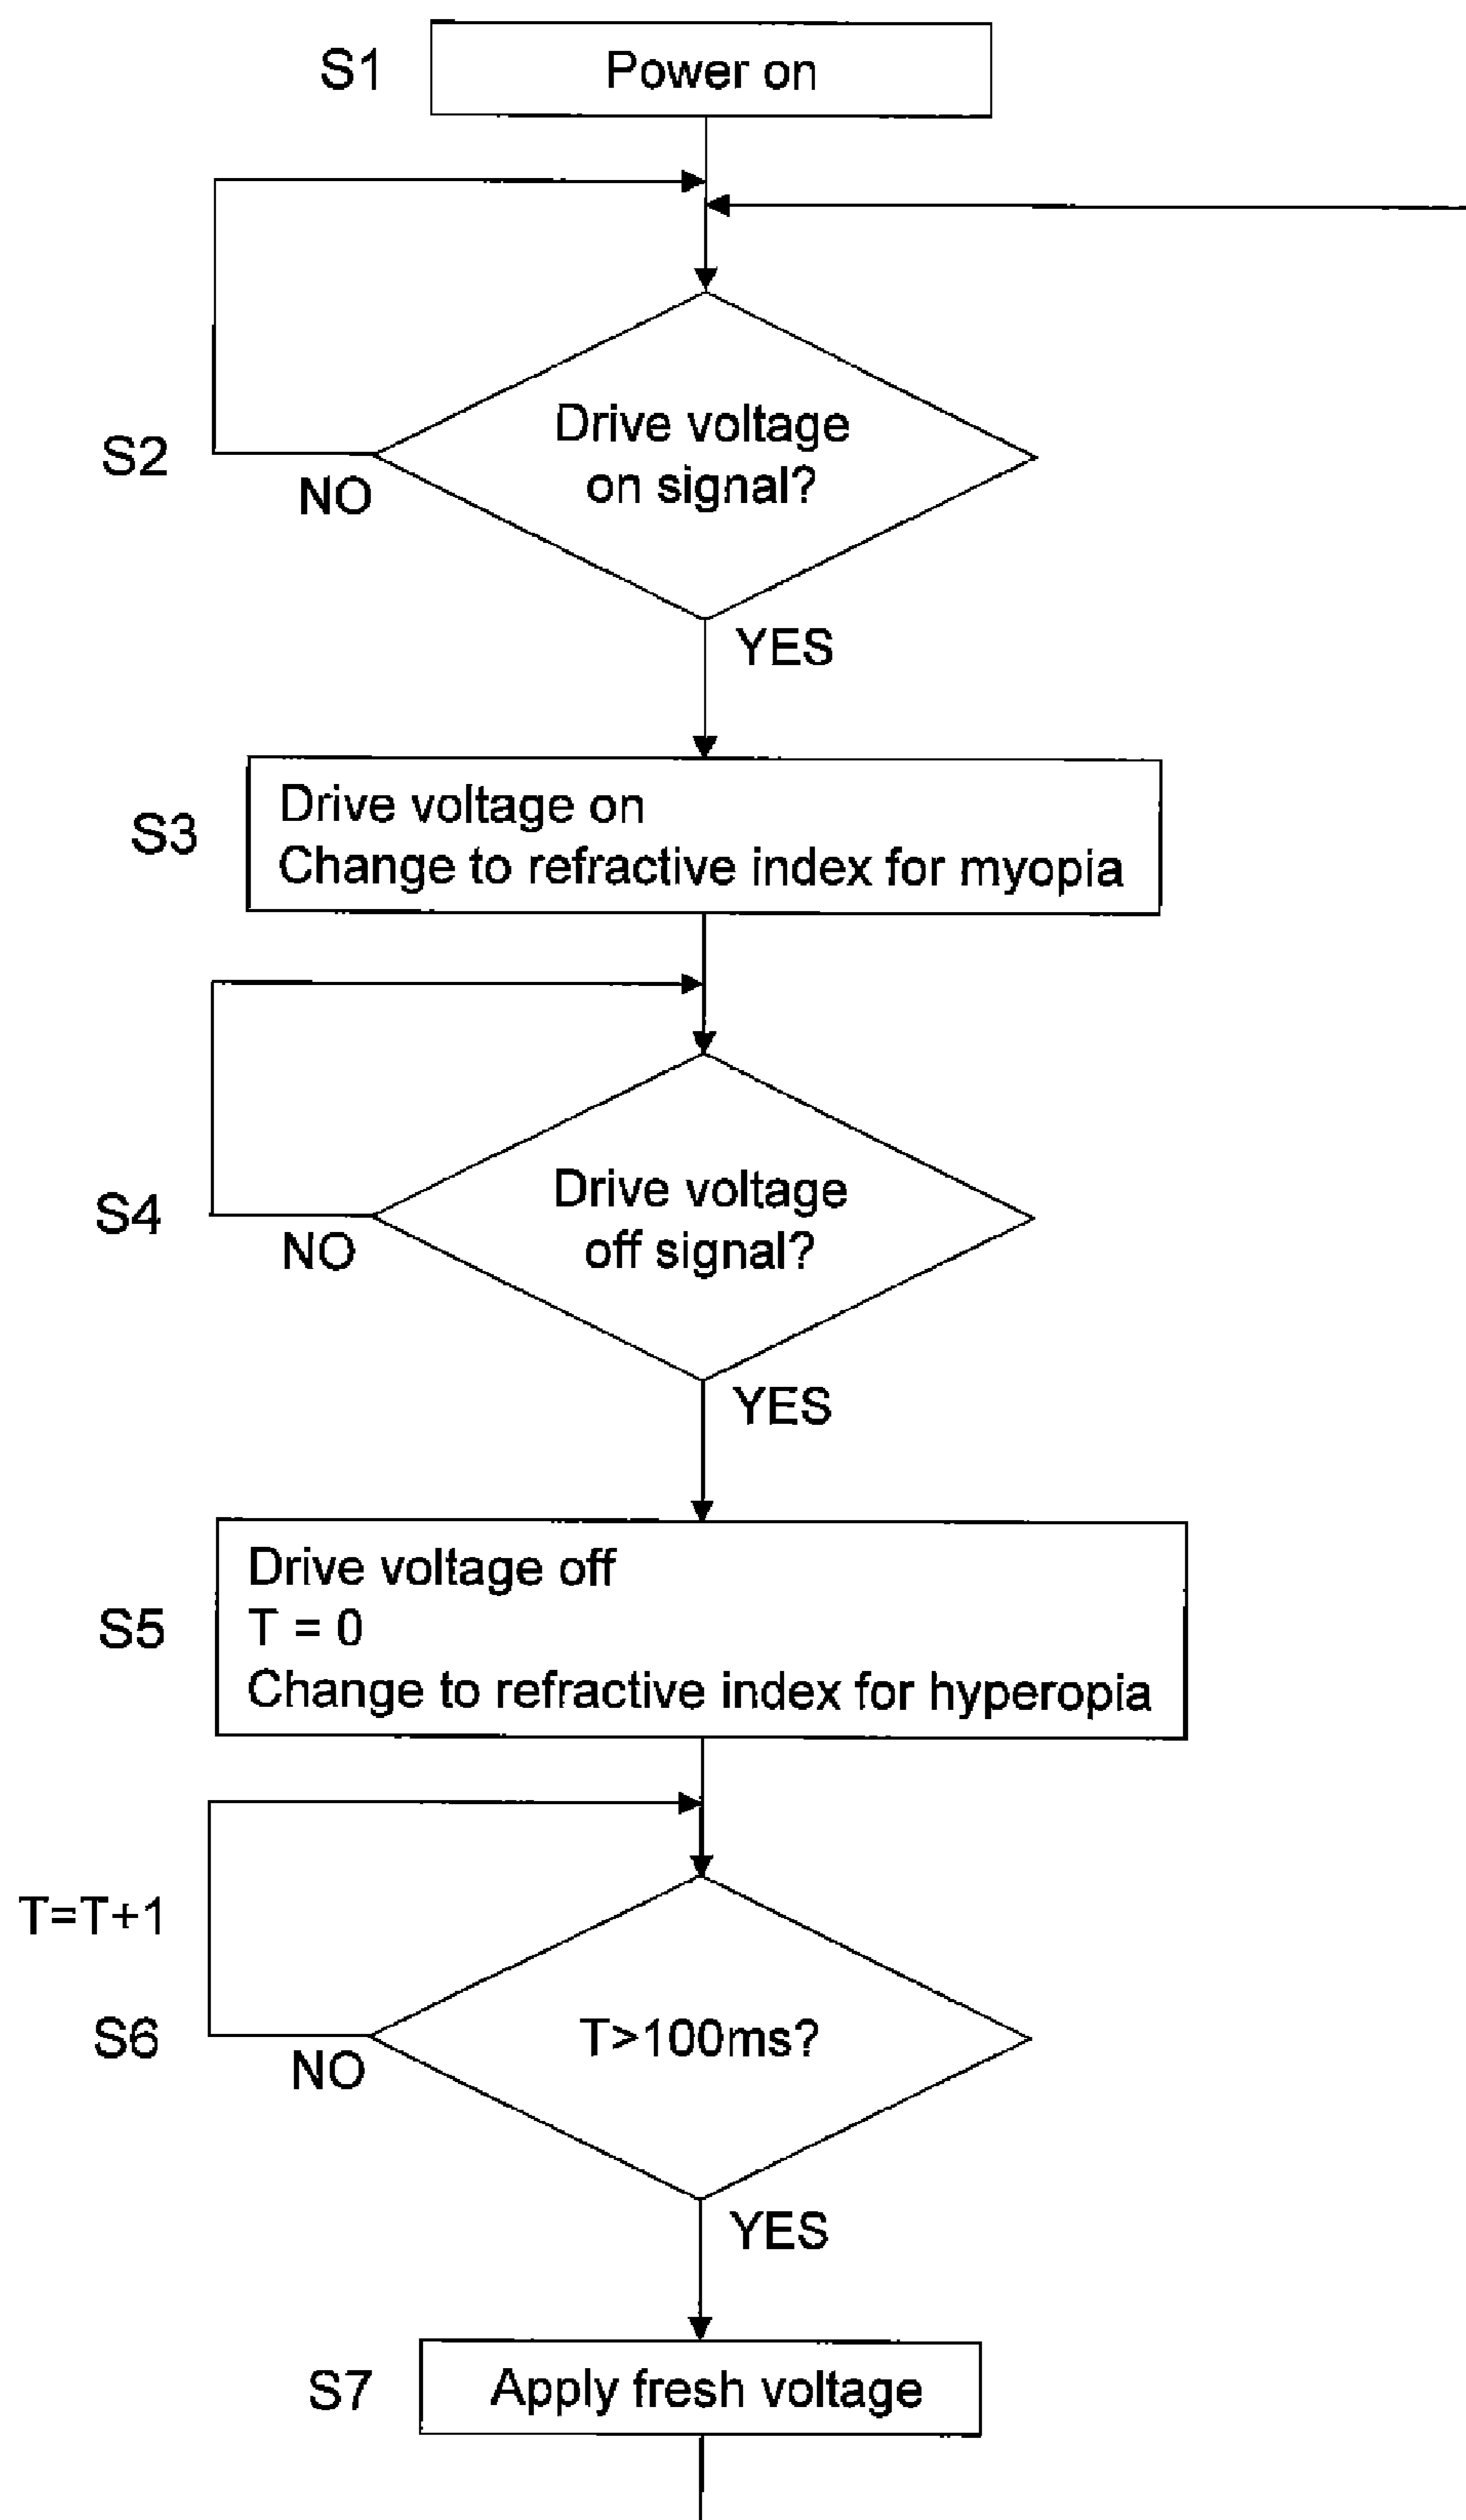 S1
Power on
S2
Drive voltage
on signal?
NO
YES
S3
Drive voltage on
Change to refractive index for myopia
S4
Drive voltage
off signal?
NO
YES
S5
Drive voltage off
T = 0
Change to refractive index for hyperopia
T=T+1
S6
T>100ms?
NO
YES
S7
Apply fresh voltage